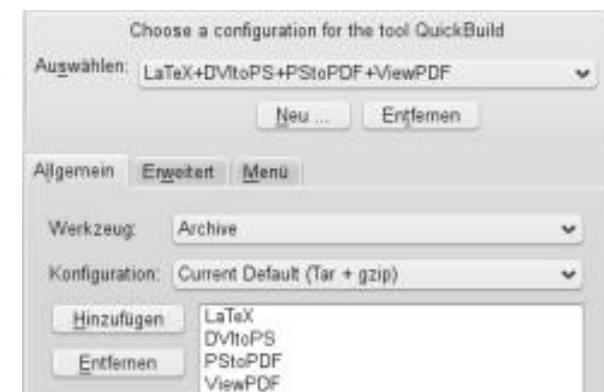 Choose a configuration for the tool QuickBuild
Auswählen: LaTeX+DVItoPS+PStoPDF+ViewPDF
Neu ... Entfernen
Allgemein Erweitert Menü
Werkzeug: Archive
Konfiguration: Current Default (Tar + gzip)
Hinzufügen
LaTeX
DVItoPS
Entfernen
PStoPDF
ViewPDF